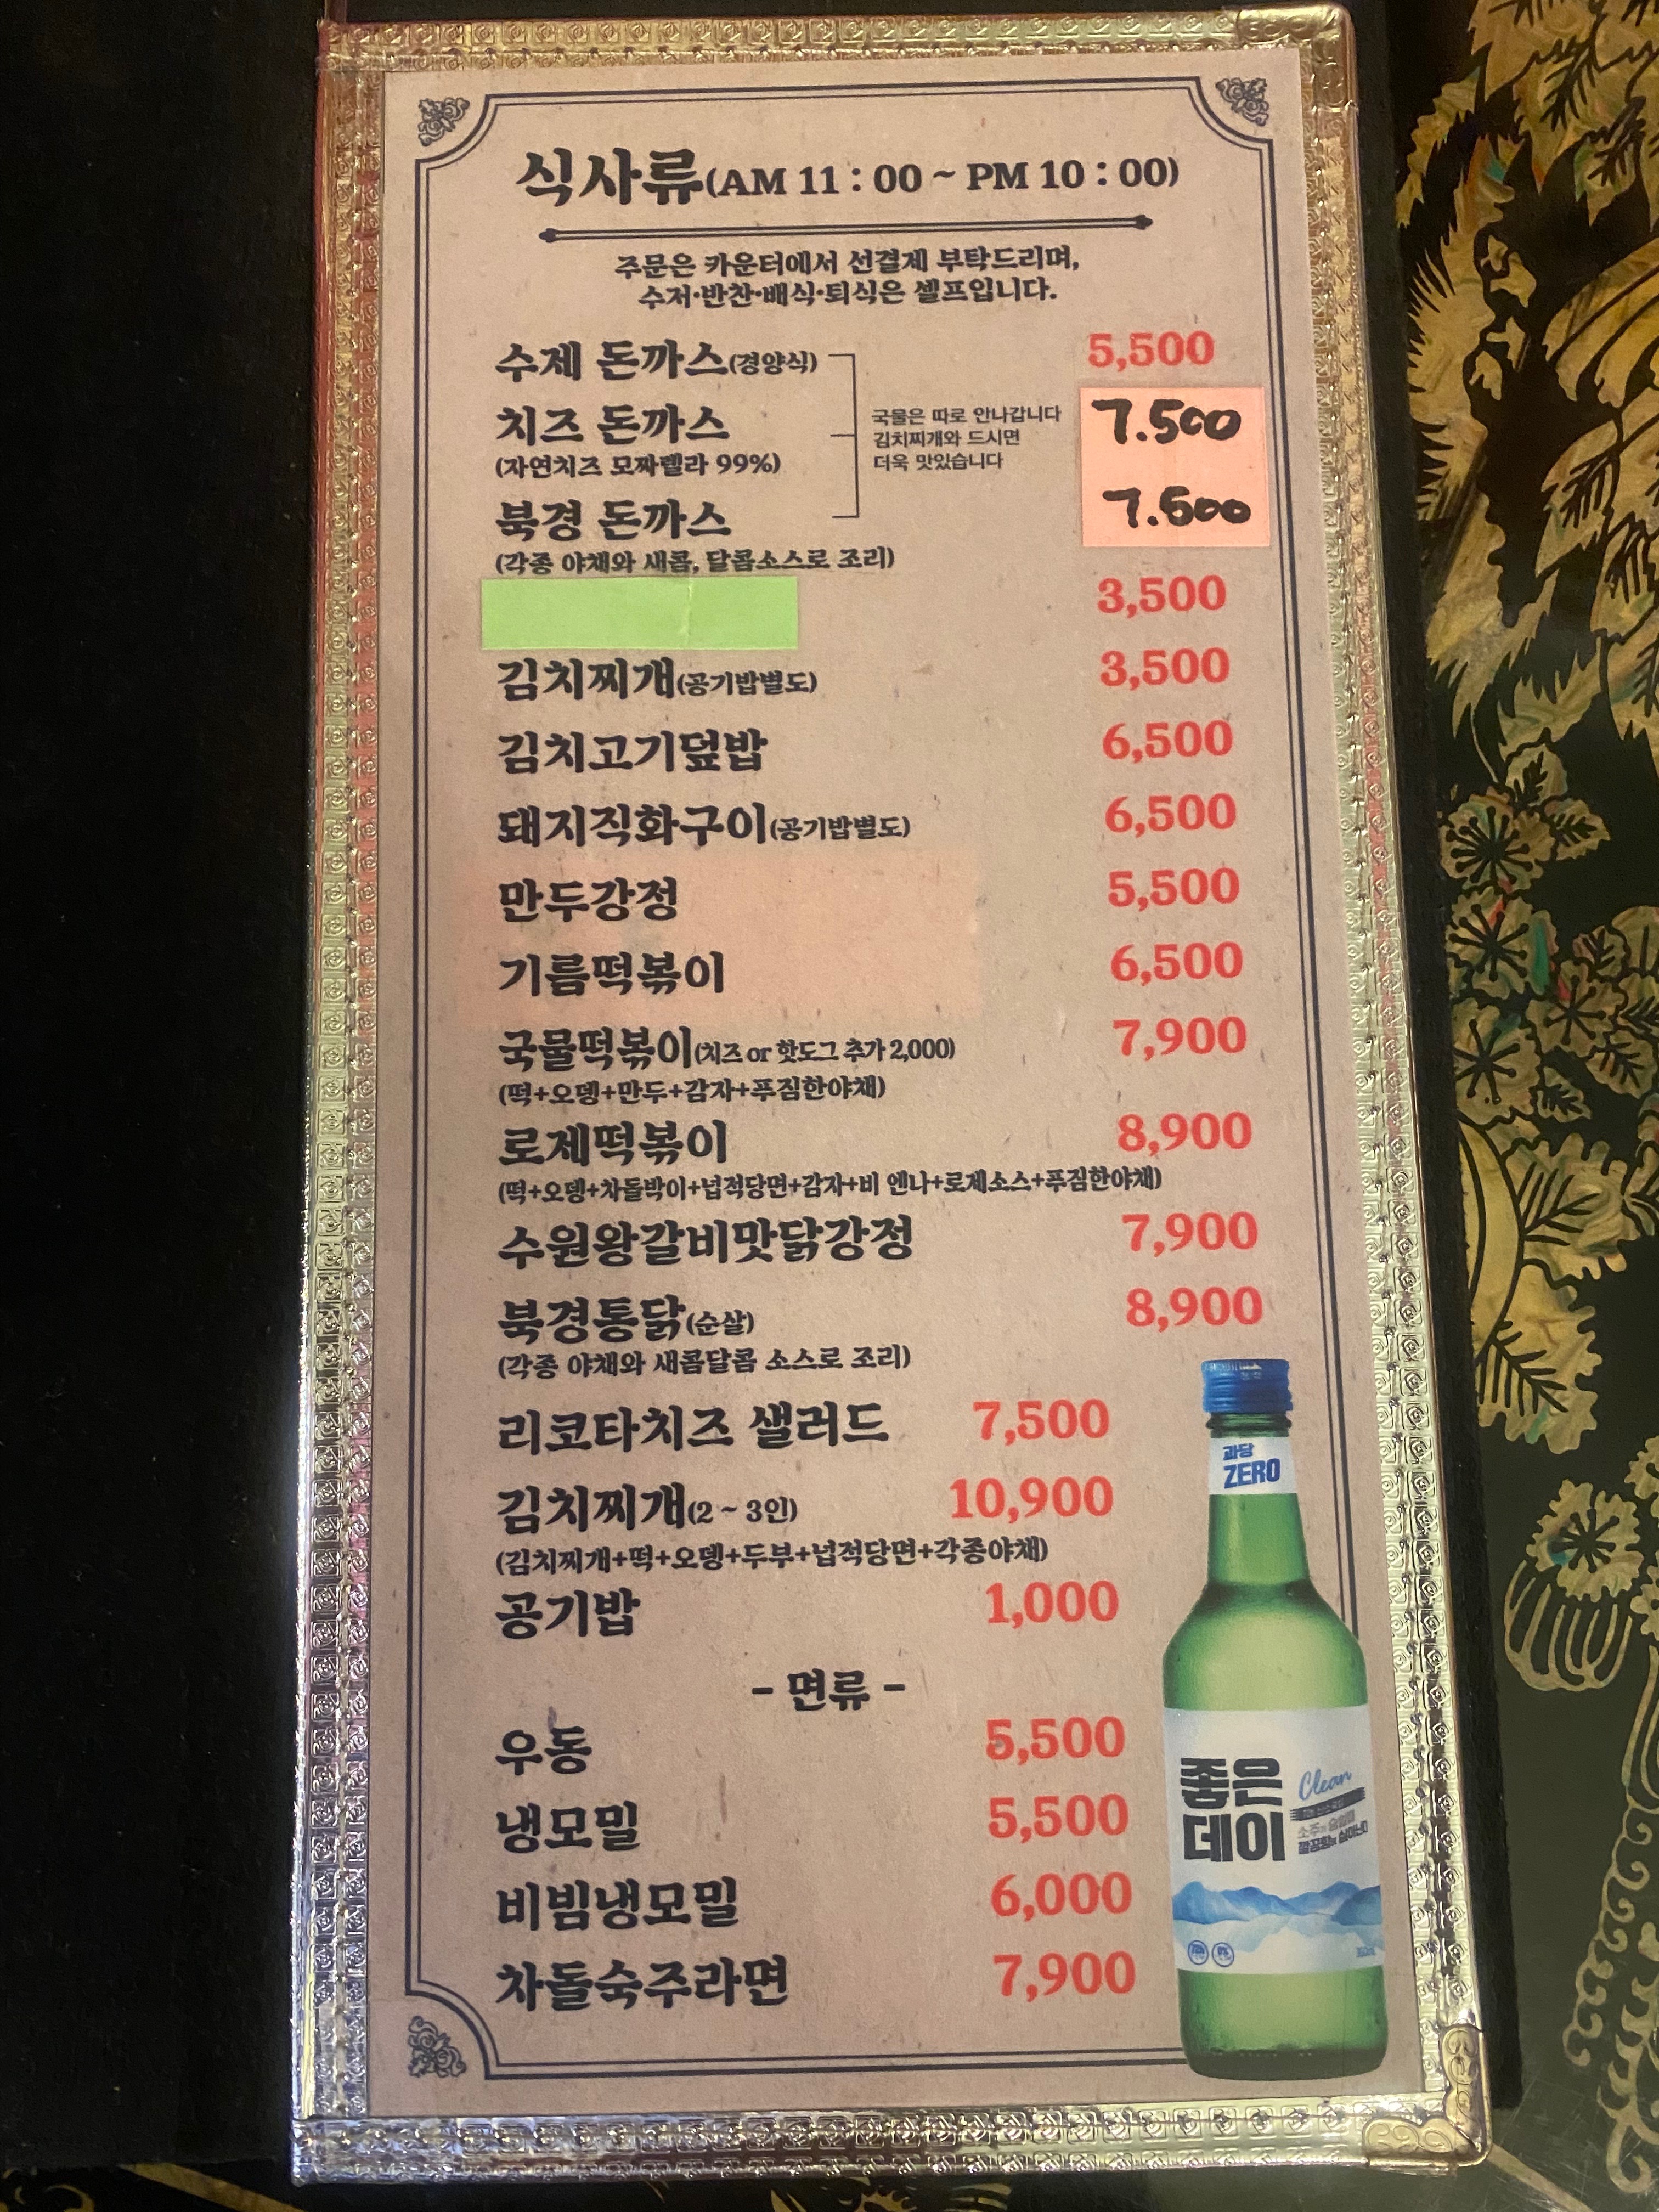 식사류(AM 11 : 00 ~ PM 10 : 00)
주문은 카운터에서 선결제 부탁드리며,
수저·반찬·배식·퇴식은 셀프입니다.
수제 돈까스(경양식) 5,500
치즈 돈까스 7.500
(자연치즈 모짜렐라 99%)
국물은 따로 안나갑니다
김치찌개와 드시면
더욱 맛있습니다
북경 돈까스 7.500
(각종 야채와 새콤, 달콤소스로 조리)
3,500
김치찌개(공기밥별도) 3,500
김치고기덮밥 6,500
돼지직화구이(공기밥별도) 6,500
만두강정 5,500
기름떡볶이 6,500
국물떡볶이(치즈 or 핫도그 추가 2,000) 7,900
(떡+오뎅+만두+감자+푸짐한야채)
로제떡볶이 8,900
(떡+오뎅+차돌박이+넙적당면+감자+비 엔나+로제소스+푸짐한야채)
수원왕갈비맛닭강정 7,900
북경통닭(순살) 8,900
(각종 야채와 새콤달콤 소스로 조리)
리코타치즈 샐러드 7,500
김치찌개(2 ~ 3인) 10,900
(김치찌개+떡+오뎅+두부+넙적당면+각종야채)
공기밥 1,000
- 면류 -
우동 5,500
냉모밀 5,500
비빔냉모밀 6,000
차돌숙주라면 7,900
과당
ZERO
좋은
데이
Clean